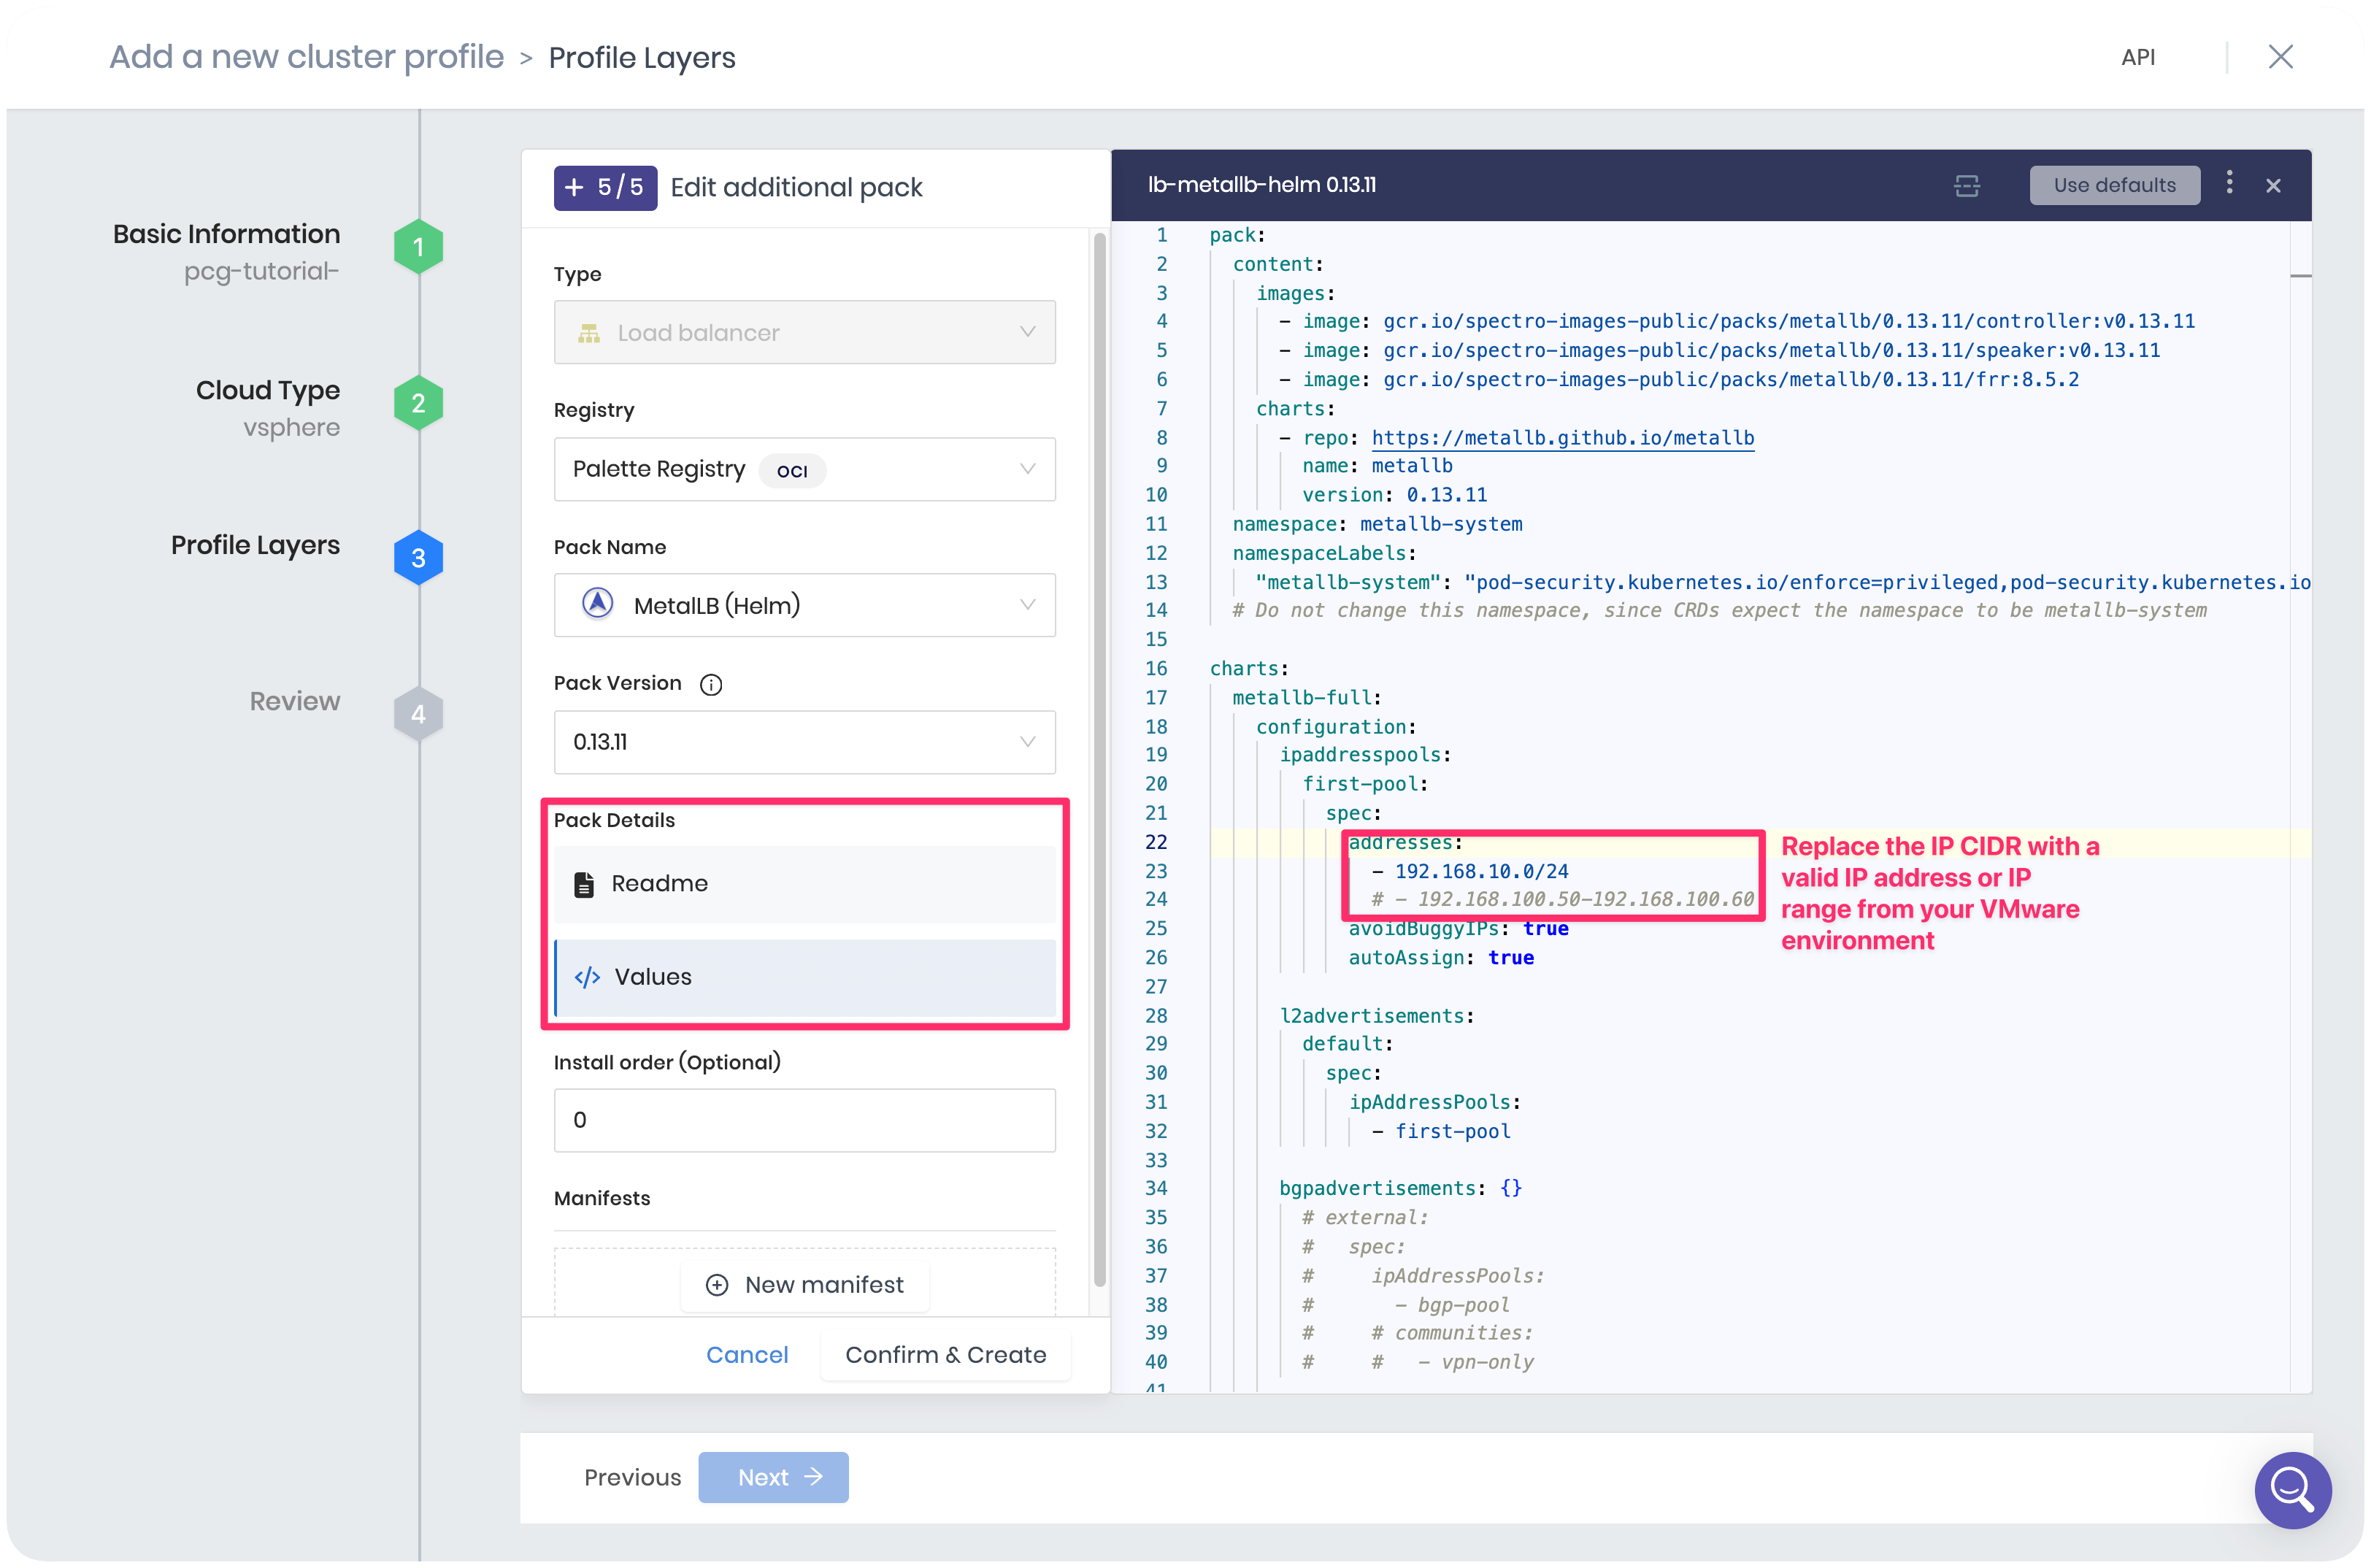 Add a new cluster profile > Profile Layers
API
Basic Information
pcg-tutorial-
1
Cloud Type
vsphere
2
Profile Layers
3
Review
4
+ 5/5 Edit additional pack
Type
Load balancer
Registry
Palette Registry OCI
Pack Name
MetalLB (Helm)
Pack Version
0.13.11
Pack Details
Readme
</> Values
Install order (Optional)
0
Manifests
New manifest
Cancel
Confirm & Create
lb-metallb-helm 0.13.11
Use defaults
1 pack:
2 content:
3 images:
4 - image: gcr.io/spectro-images-public/packs/metallb/0.13.11/controller:v0.13.11
5 - image: gcr.io/spectro-images-public/packs/metallb/0.13.11/speaker:v0.13.11
6 - image: gcr.io/spectro-images-public/packs/metallb/0.13.11/frr:8.5.2
7 charts:
8 - repo: https://metallb.github.io/metallb
9 name: metallb
10 version: 0.13.11
11 namespace: metallb-system
12 namespaceLabels:
13 "metallb-system": "pod-security.kubernetes.io/enforce=privileged,pod-security.kubernetes.io
14 # Do not change this namespace, since CRDs expect the namespace to be metallb-system
15
16 charts:
17 metallb-full:
18 configuration:
19 ipaddresspools:
20 first-pool:
21 spec:
22 addresses:
23 - 192.168.10.0/24
24 # - 192.168.100.50-192.168.100.60
25 avoidBuggyIPs: true
26 autoAssign: true
27
28 l2advertisements:
29 default:
30 spec:
31 ipAddressPools:
32 - first-pool
33
34 bgpadvertisements: {}
35 # external:
36 # spec:
37 # ipAddressPools:
38 # - bgp-pool
39 # # communities:
40 # # - vpn-only
41
Replace the IP CIDR with a
valid IP address or IP
range from your VMware
environment
Previous
Next →